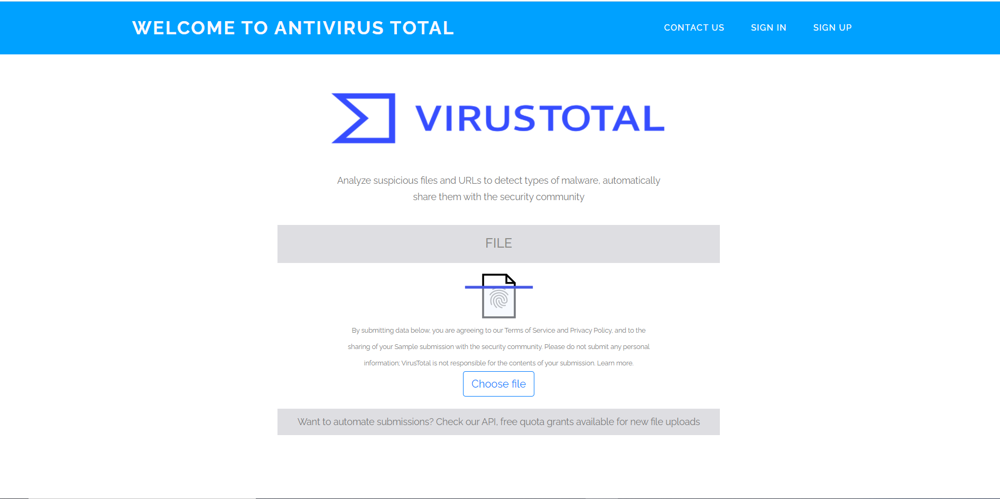 WELCOME TO ANTIVIRUS TOTAL
CONTACT US
SIGN IN
SIGN UP
VIRUSTOTAL
Analyze suspicious files and URLs to detect types of malware, automatically
share them with the security community
FILE
By submitting data below, you are agreeing to our Terms of Service and Privacy Policy, and to the
sharing of your Sample submission with the security community. Please do not submit any personal
information; VirusTotal is not responsible for the contents of your submission. Learn more.
Choose file
Want to automate submissions? Check our API, free quota grants available for new file uploads